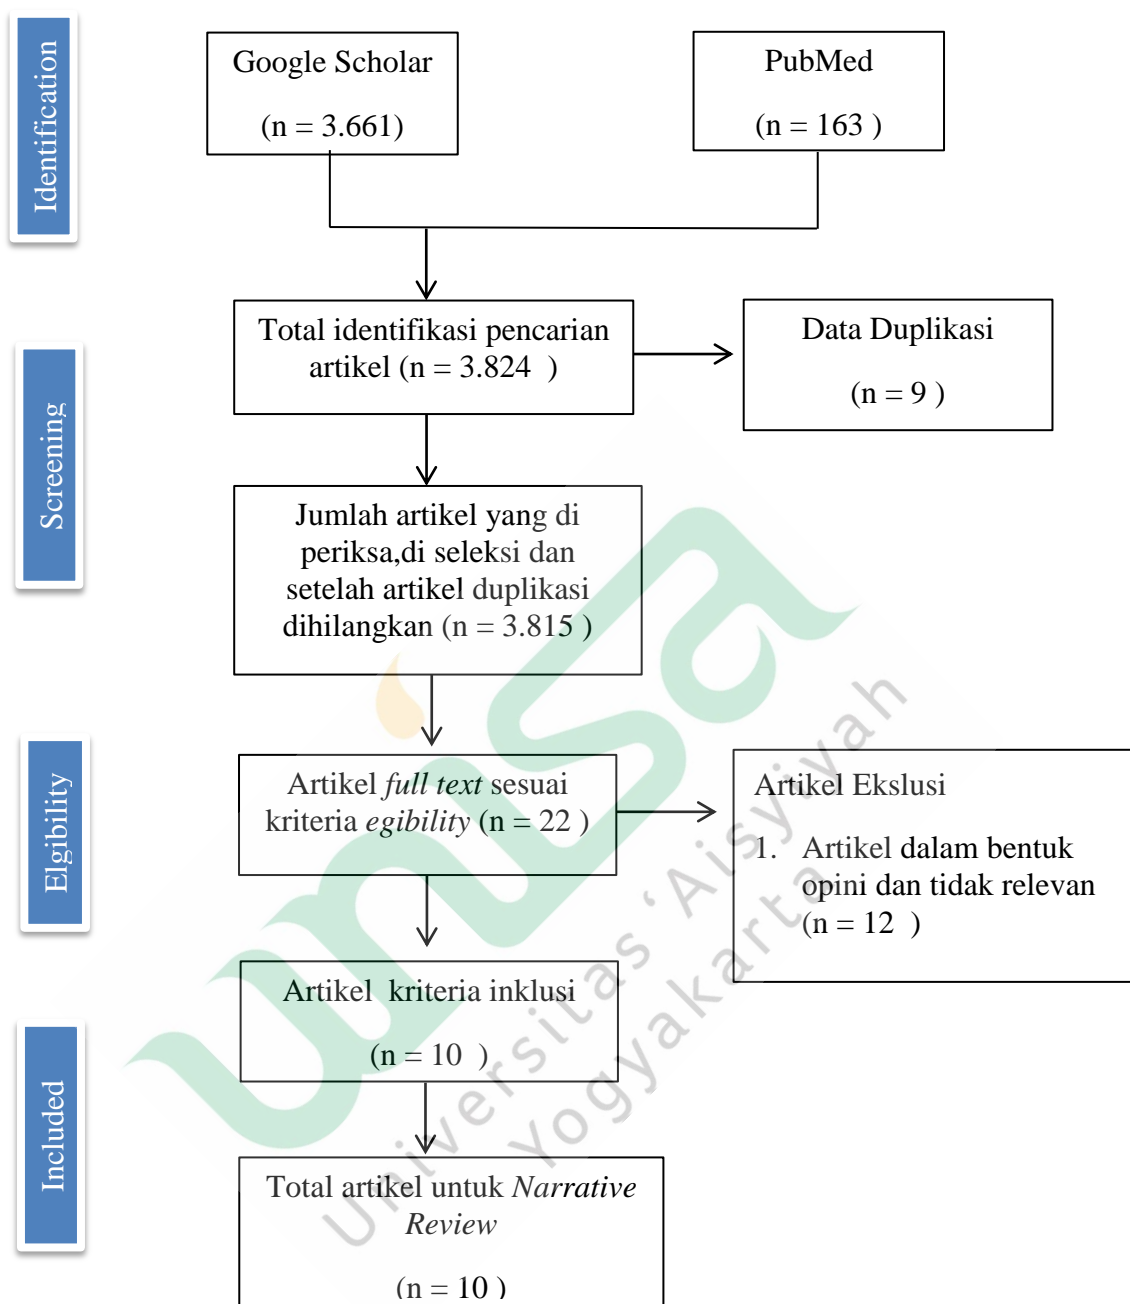 Identification
Google Scholar
(n = 3.661)
PubMed
(n = 163 )
Screening
Total identifikasi pencarian
artikel (n = 3.824 )
Data Duplikasi
(n = 9 )
Jumlah artikel yang di
periksa,di seleksi dan
setelah artikel duplikasi
dihilangkan (n = 3.815 )
Elgibility
Artikel full text sesuai
kriteria egibility (n = 22 )
Artikel Ekslusi
1. Artikel dalam bentuk
opini dan tidak relevan
(n = 12 )
Artikel kriteria inklusi
(n = 10 )
Included
Total artikel untuk Narrative
Review
(n = 10 )
unisa
Universitas ‘Aisyiyah
Yogyakarta